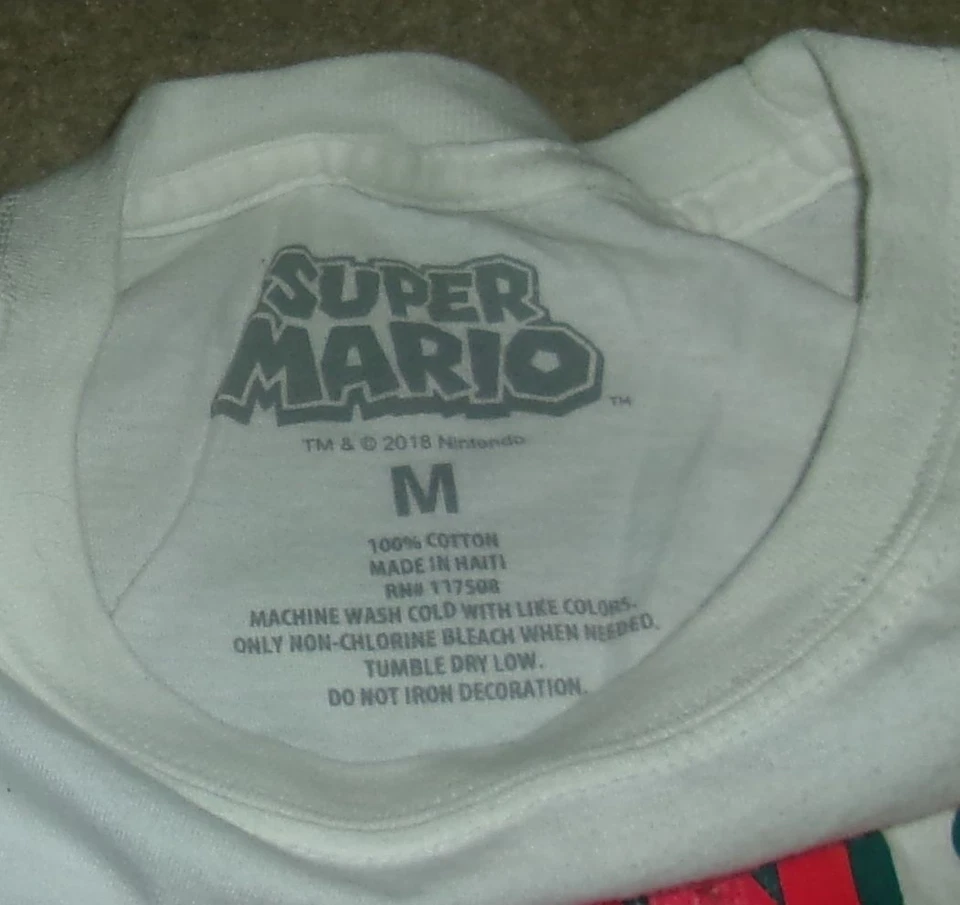 SUPER
MARIO
TM
TM & © 2018 Nintendo
M
100% COTTON
MADE IN HAITI
RN# 117508
MACHINE WASH COLD WITH LIKE COLORS.
ONLY NON-CHLORINE BLEACH WHEN NEEDED.
TUMBLE DRY LOW.
DO NOT IRON DECORATION.